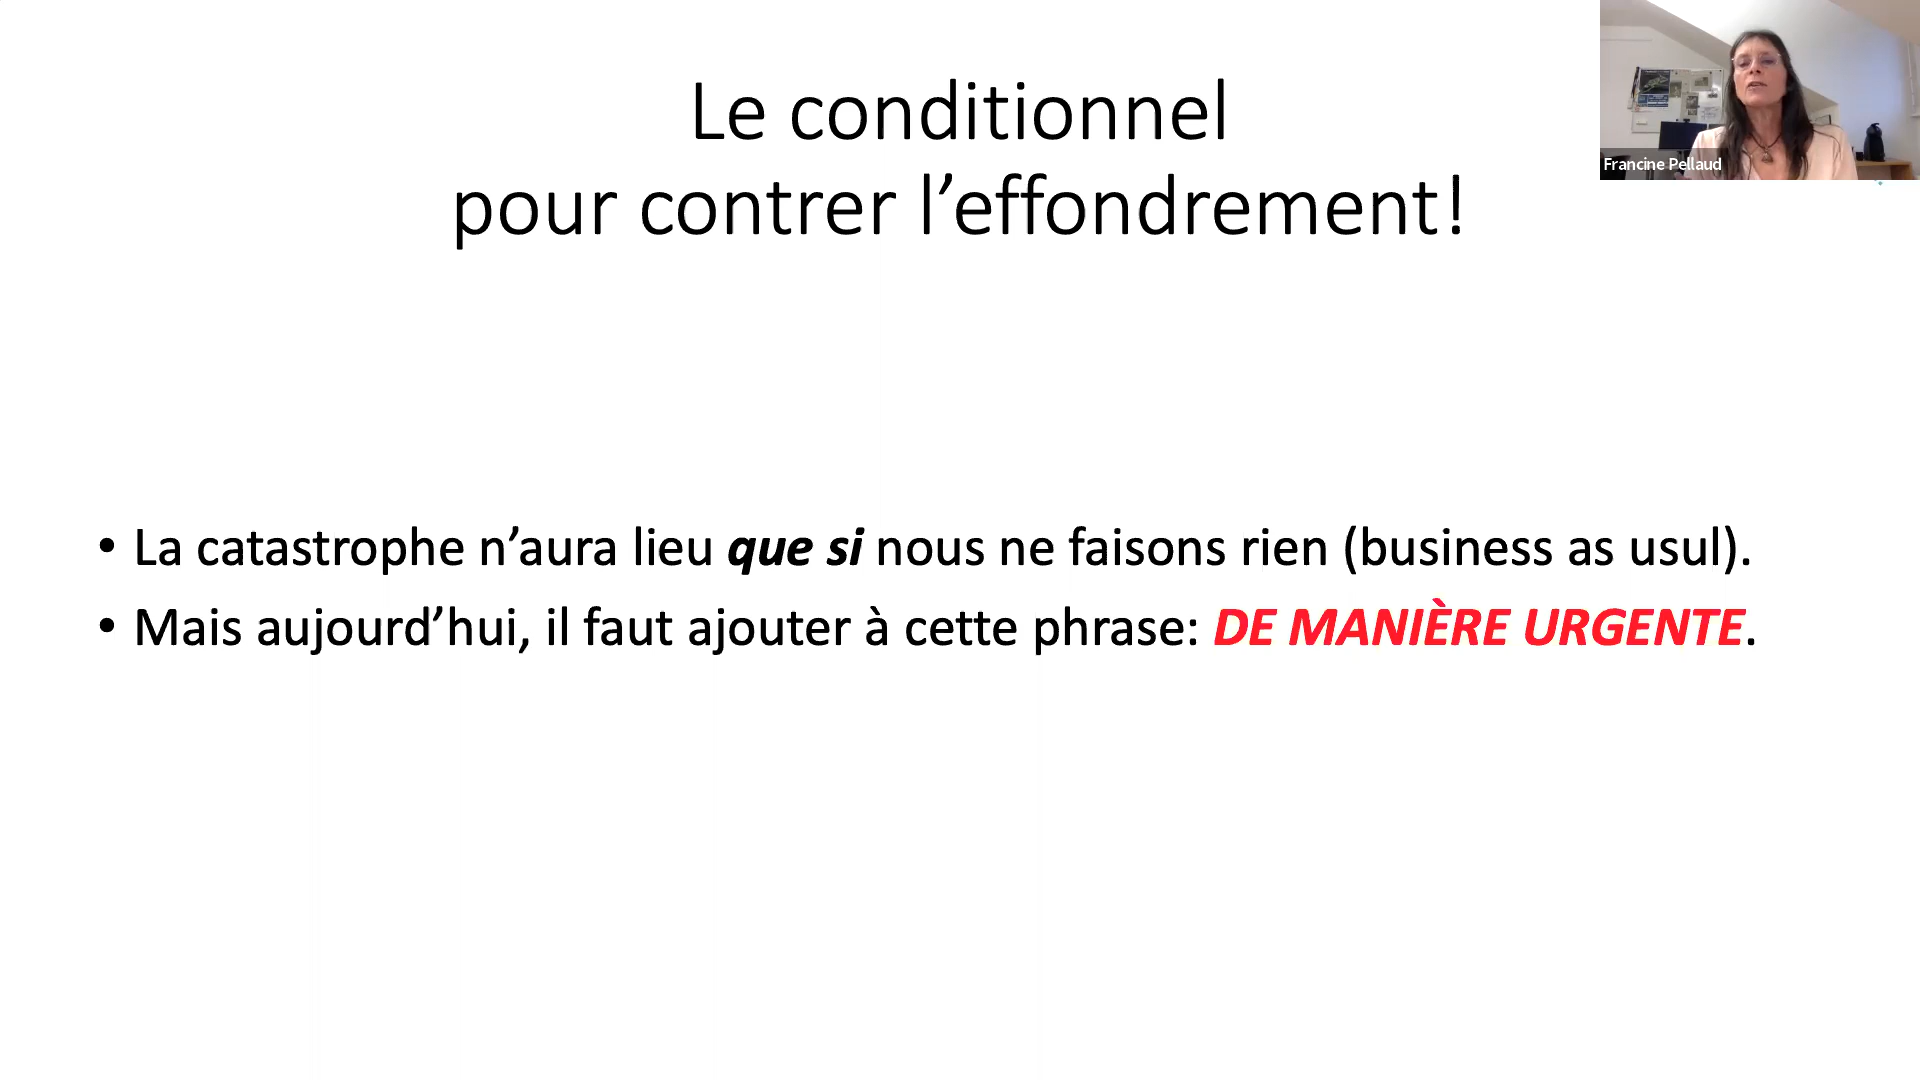 Le conditionnel
pour contrer l’effondrement!
Francine Pellaud
• La catastrophe n’aura lieu que si nous ne faisons rien (business as usul).
• Mais aujourd’hui, il faut ajouter à cette phrase: DE MANIÈRE URGENTE.